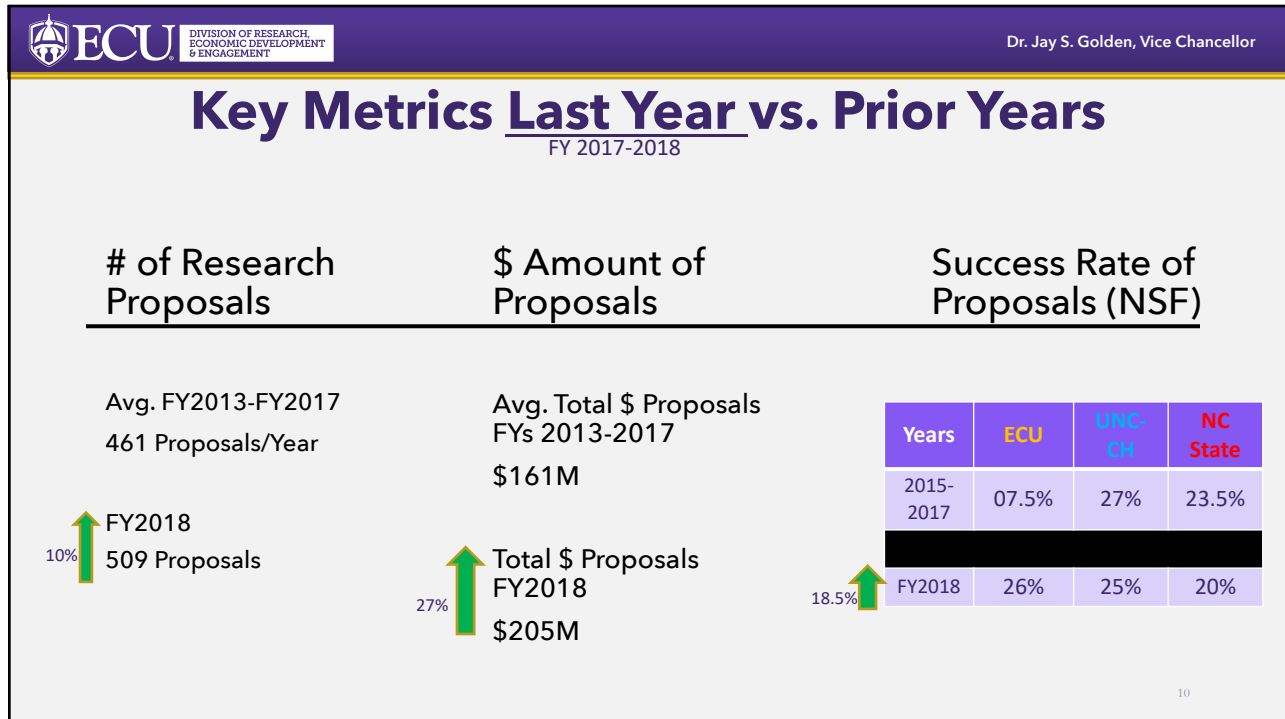 ECU
DIVISION OF RESEARCH,
ECONOMIC DEVELOPMENT
& ENGAGEMENT
Dr. Jay S. Golden, Vice Chancellor
Key Metrics Last Year vs. Prior Years
FY 2017-2018
# of Research
Proposals
$ Amount of
Proposals
Success Rate of
Proposals (NSF)
Avg. FY2013-FY2017
461 Proposals/Year
FY2018
509 Proposals
10%
Avg. Total $ Proposals
FYs 2013-2017
$161M
Total $ Proposals
FY2018
$205M
27%
Years ECU UNC-CH NC State
2015-2017 07.5% 27% 23.5%
FY2018 26% 25% 20%
18.5%
10